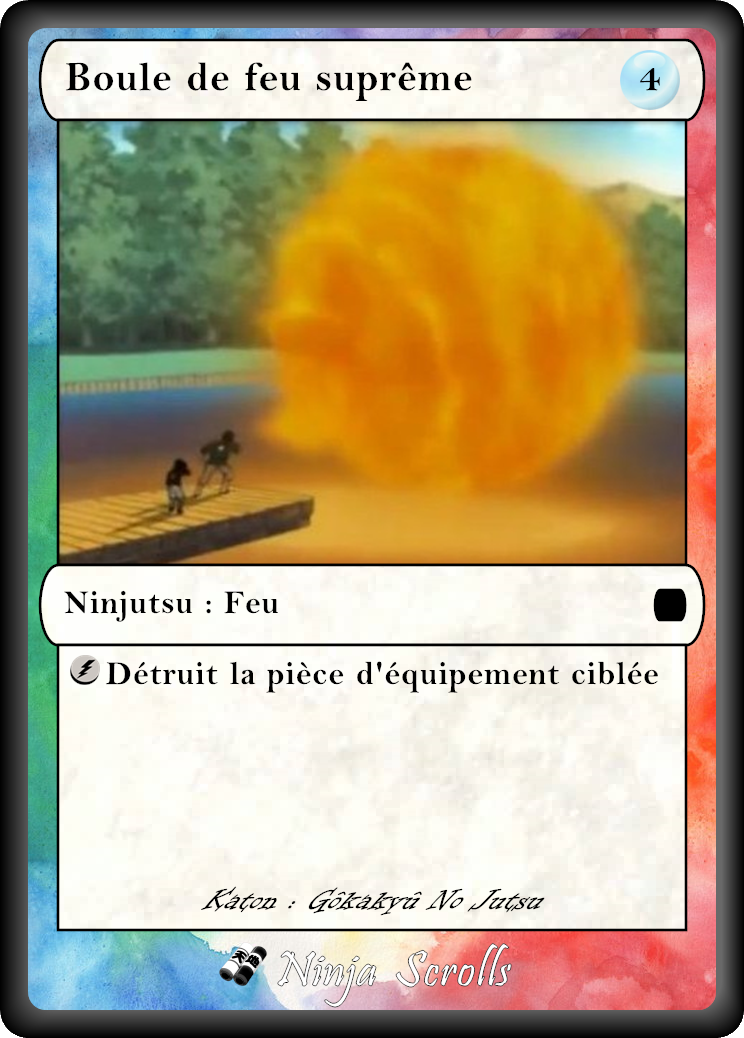 Boule de feu suprême
4
Ninjutsu : Feu
Détruit la pièce d'équipement ciblée
Katon : Gôkakyû No Jutsu
Ninja Scrolls